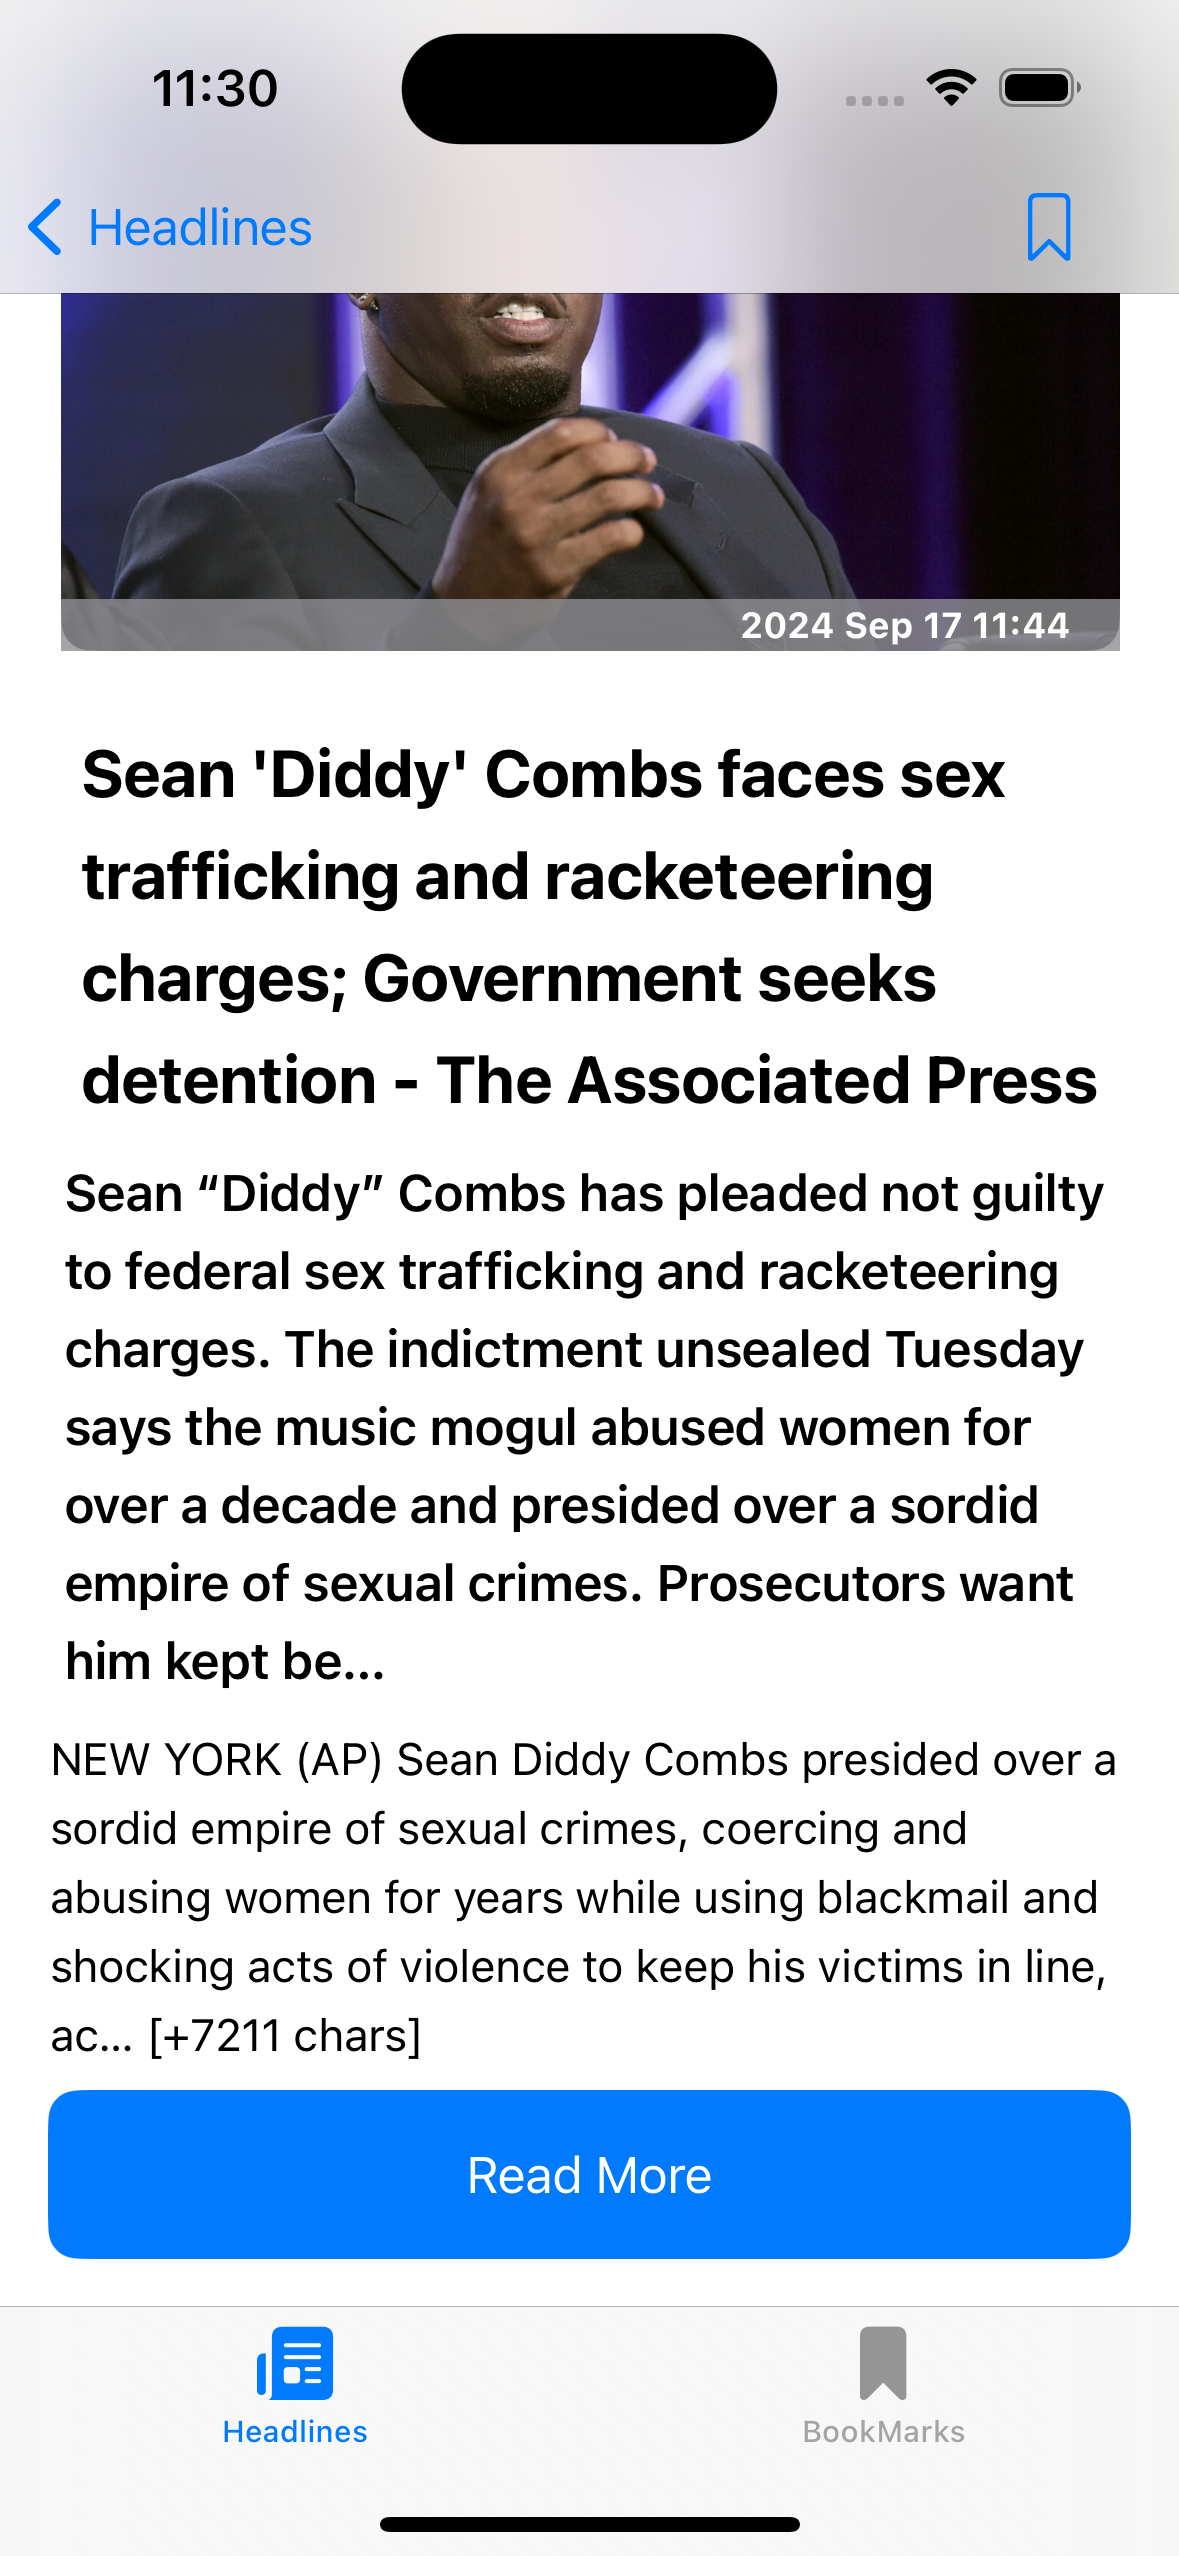 11:30
Headlines
2024 Sep 17 11:44
Sean 'Diddy' Combs faces sex
trafficking and racketeering
charges; Government seeks
detention - The Associated Press
Sean “Diddy” Combs has pleaded not guilty
to federal sex trafficking and racketeering
charges. The indictment unsealed Tuesday
says the music mogul abused women for
over a decade and presided over a sordid
empire of sexual crimes. Prosecutors want
him kept be...
NEW YORK (AP) Sean Diddy Combs presided over a
sordid empire of sexual crimes, coercing and
abusing women for years while using blackmail and
shocking acts of violence to keep his victims in line,
ac… [+7211 chars]
Read More
Headlines
BookMarks